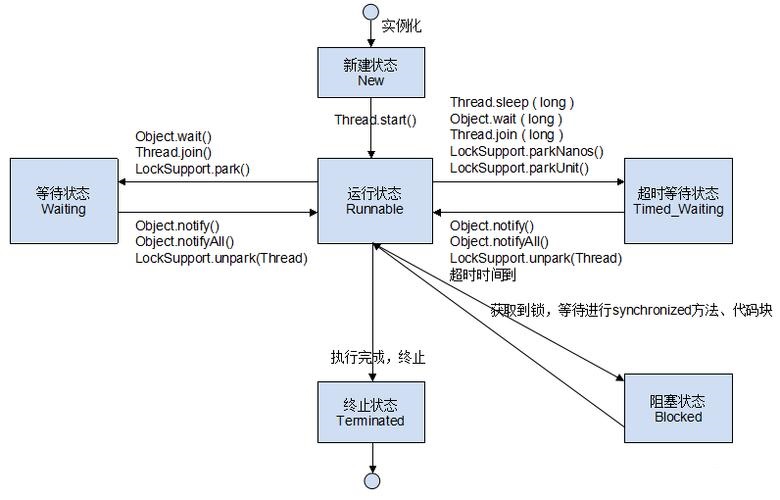 实例化
新建状态
New
Thread.start()
Object.wait()
Thread.join()
LockSupport.park()
Thread.sleep ( long )
Object.wait ( long )
Thread.join ( long )
LockSupport.parkNanos()
LockSupport.parkUnit()
等待状态
Waiting
运行状态
Runnable
超时等待状态
Timed_Waiting
Object.notify()
Object.notifyAll()
LockSupport.unpark(Thread)
Object.notify()
Object.notifyAll()
LockSupport.unpark(Thread)
超时时间到
获取到锁，等待进行synchronized方法、代码块
执行完成，终止
终止状态
Terminated
阻塞状态
Blocked